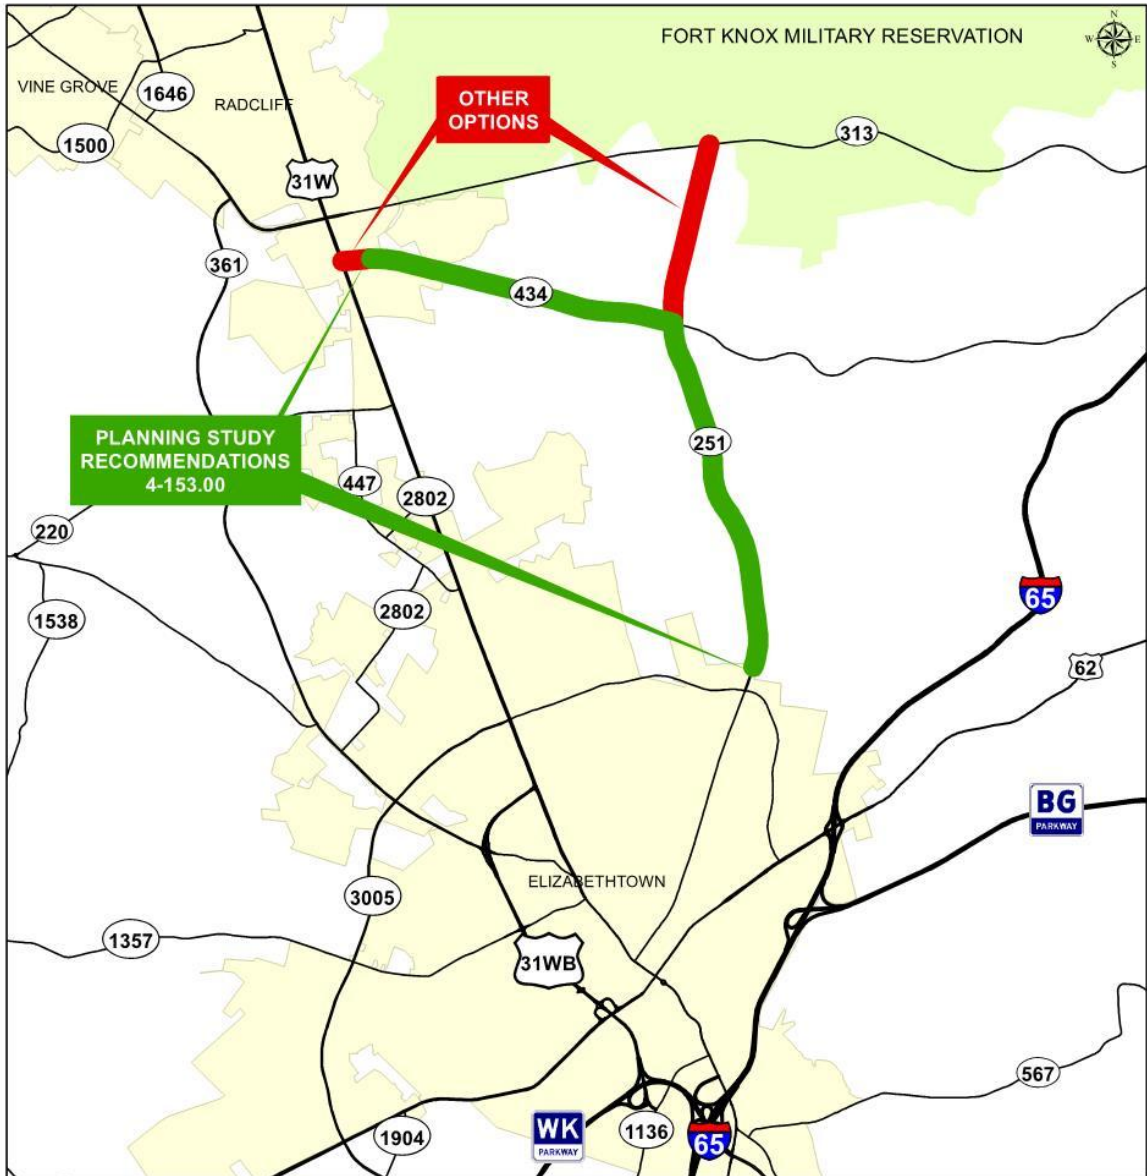 FORT KNOX MILITARY RESERVATION
N
W
E
S
VINE GROVE
1646
RADCLIFF
OTHER
OPTIONS
1500
313
31W
361
434
PLANNING STUDY
RECOMMENDATIONS
4-153.00
251
447
2802
220
65
1538
2802
62
BG
PARKWAY
ELIZABETHTOWN
3005
1357
31WB
567
WK
PARKWAY
1904
1136
65